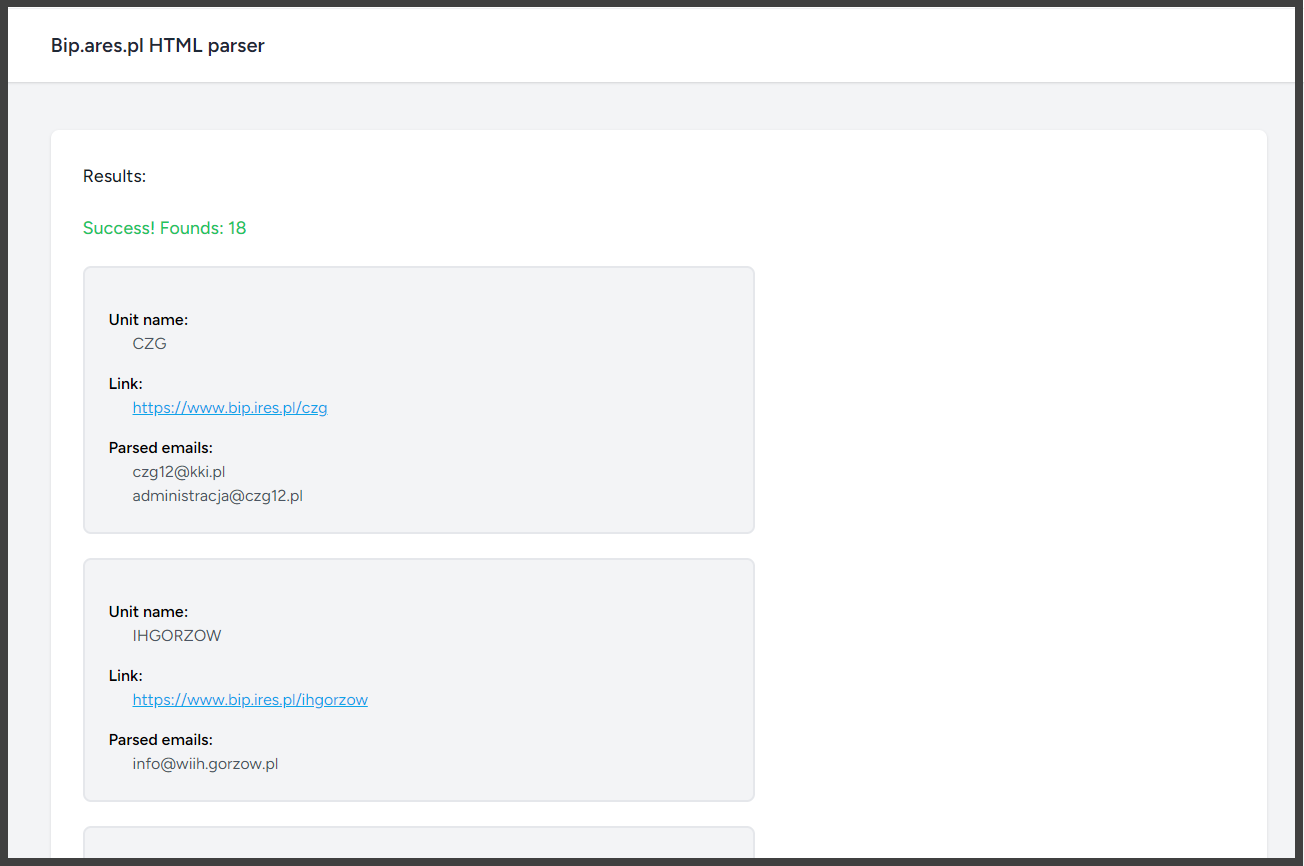 Bip.ares.pl HTML parser
Results:
Success! Founds: 18
Unit name:
CZG
Link:
https://www.bip.ires.pl/czg
Parsed emails:
czg12@kki.pl
administracja@czg12.pl
Unit name:
IHGORZOW
Link:
https://www.bip.ires.pl/ihgorzow
Parsed emails:
info@wiih.gorzow.pl